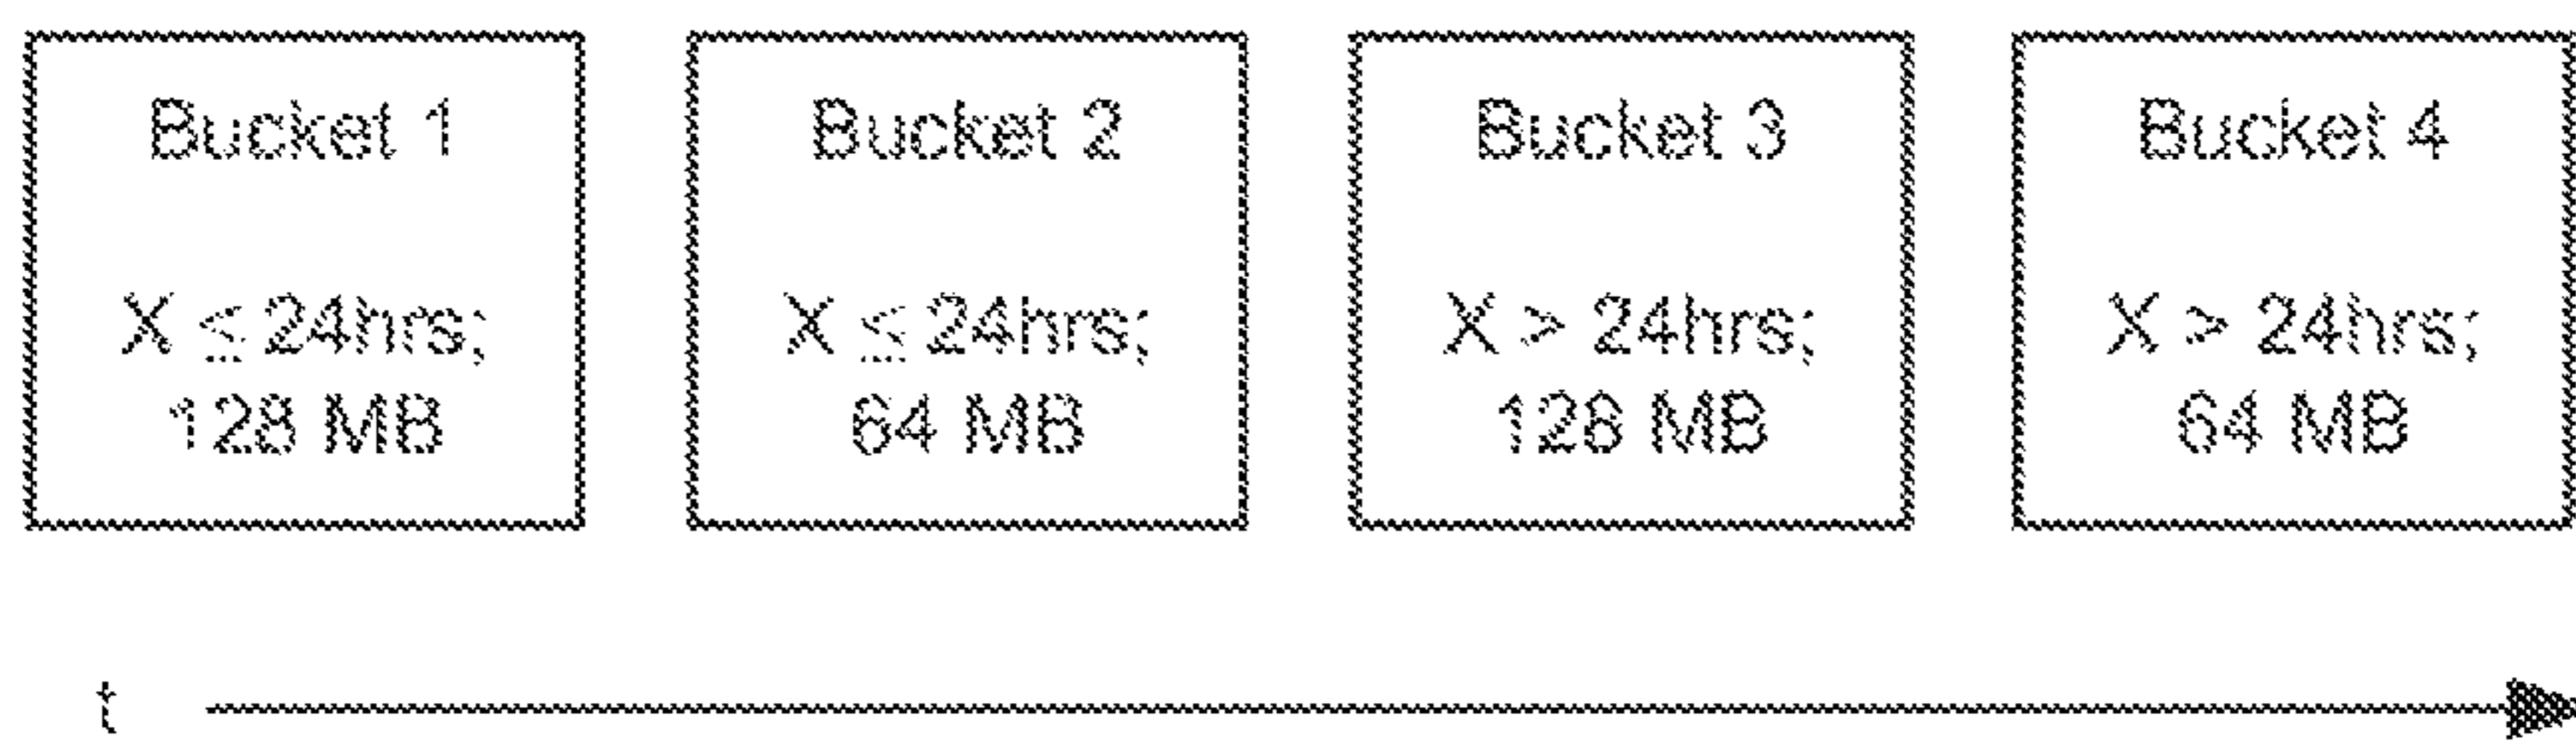 Bucket 1
X ≤ 24hrs;
128 MB
Bucket 2
X ≤ 24hrs;
64 MB
Bucket 3
X > 24hrs;
128 MB
Bucket 4
X > 24hrs;
64 MB
t